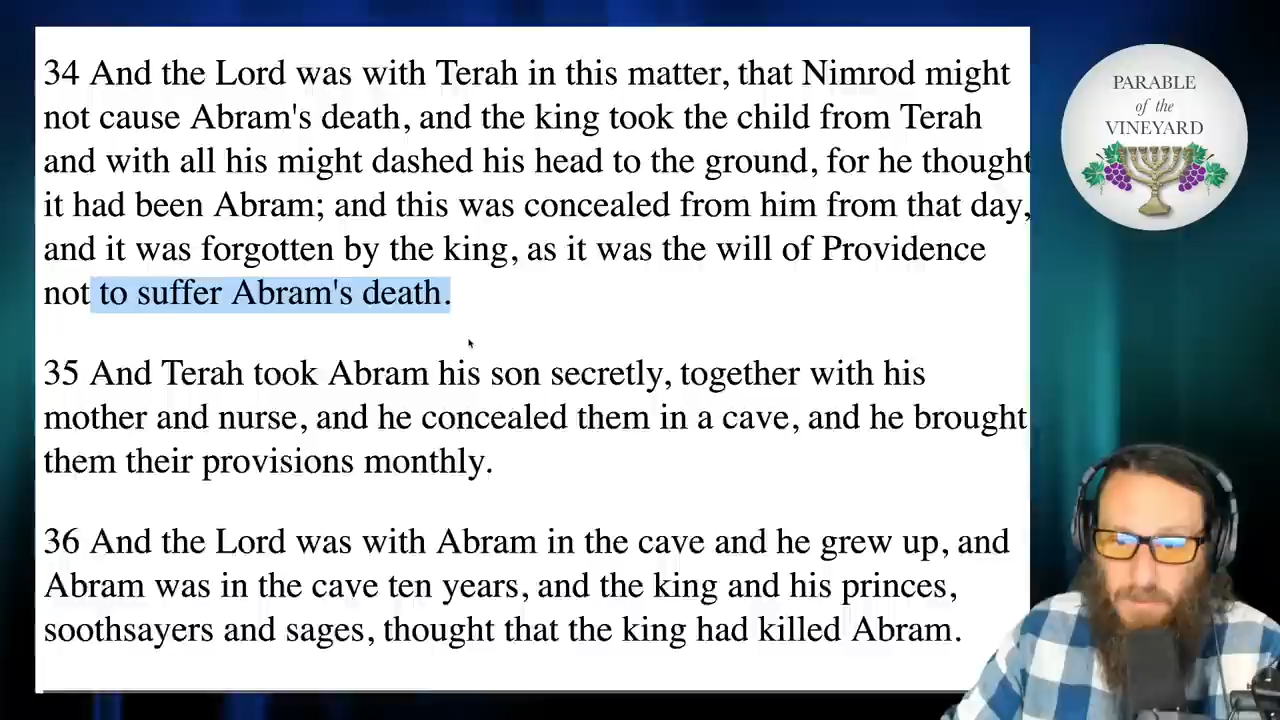 34 And the Lord was with Terah in this matter, that Nimrod might
not cause Abram's death, and the king took the child from Terah
and with all his might dashed his head to the ground, for he thought
it had been Abram; and this was concealed from him from that day,
and it was forgotten by the king, as it was the will of Providence
not to suffer Abram's death.
35 And Terah took Abram his son secretly, together with his
mother and nurse, and he concealed them in a cave, and he brought
them their provisions monthly.
36 And the Lord was with Abram in the cave and he grew up, and
Abram was in the cave ten years, and the king and his princes,
soothsayers and sages, thought that the king had killed Abram.
PARABLE
of the
VINEYARD